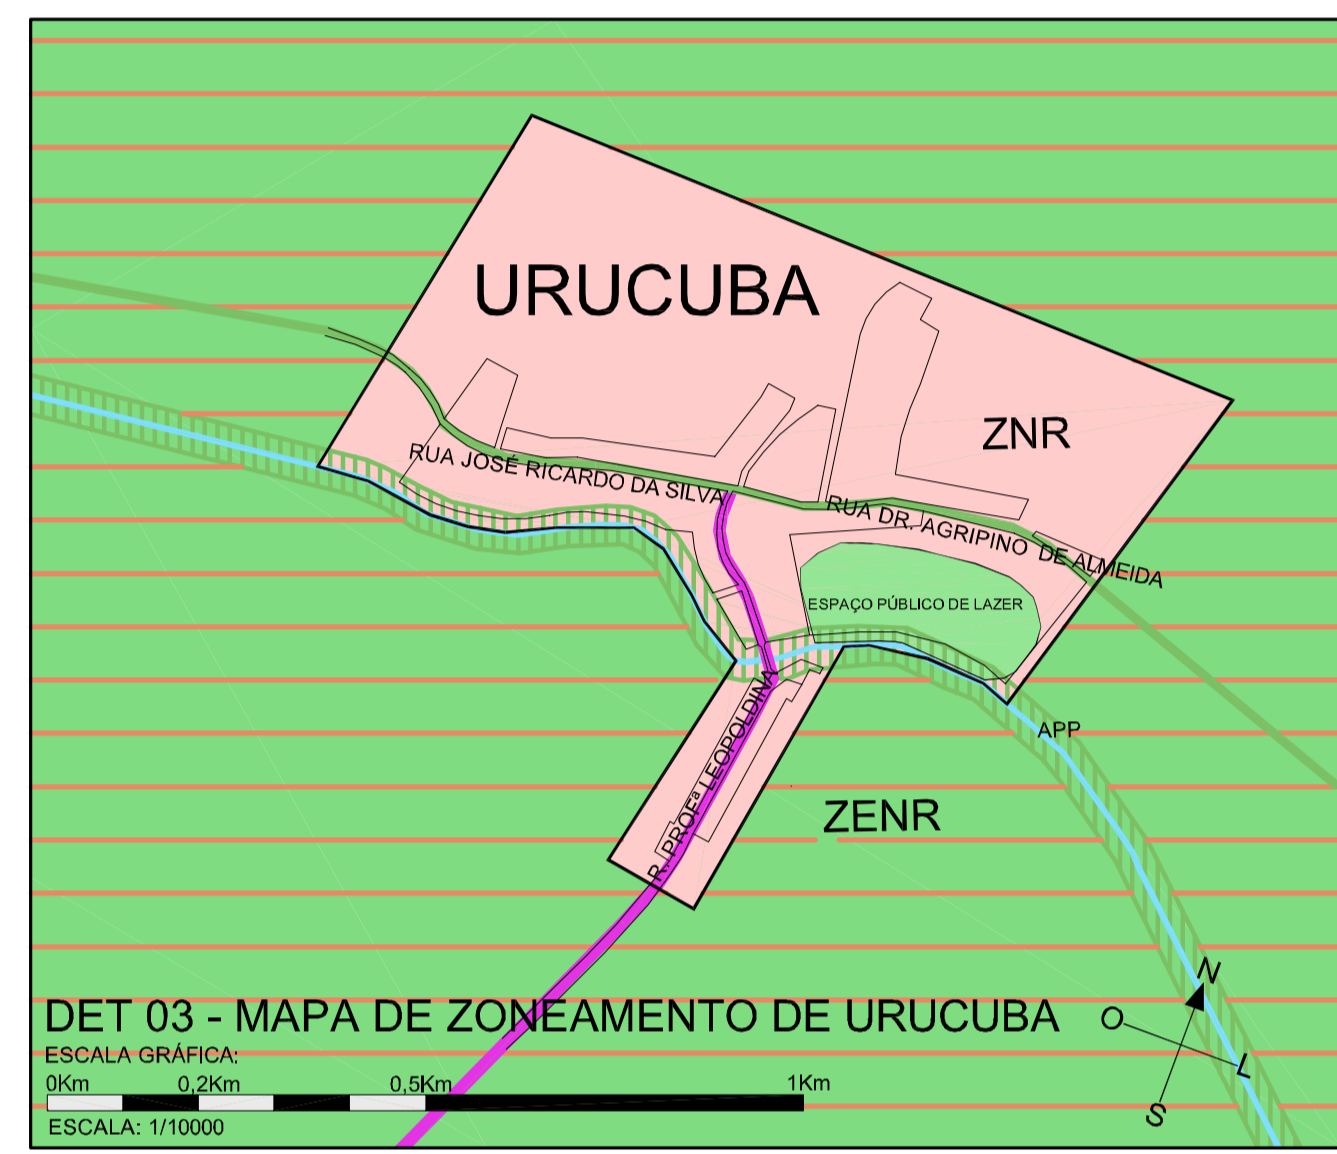 URUCUBA
ZNR
RUA JOSÉ RICARDO DA SILVA
RUA DR. AGRIPINO DE ALMEIDA
ESPAÇO PÚBLICO DE LAZER
R. PROFª LEOPOLDINA
APP
ZENR
N
O
L
S
DET 03 - MAPA DE ZONEAMENTO DE URUCUBA
ESCALA GRÁFICA:
0Km 0,2Km 0,5Km 1Km
ESCALA: 1/10000